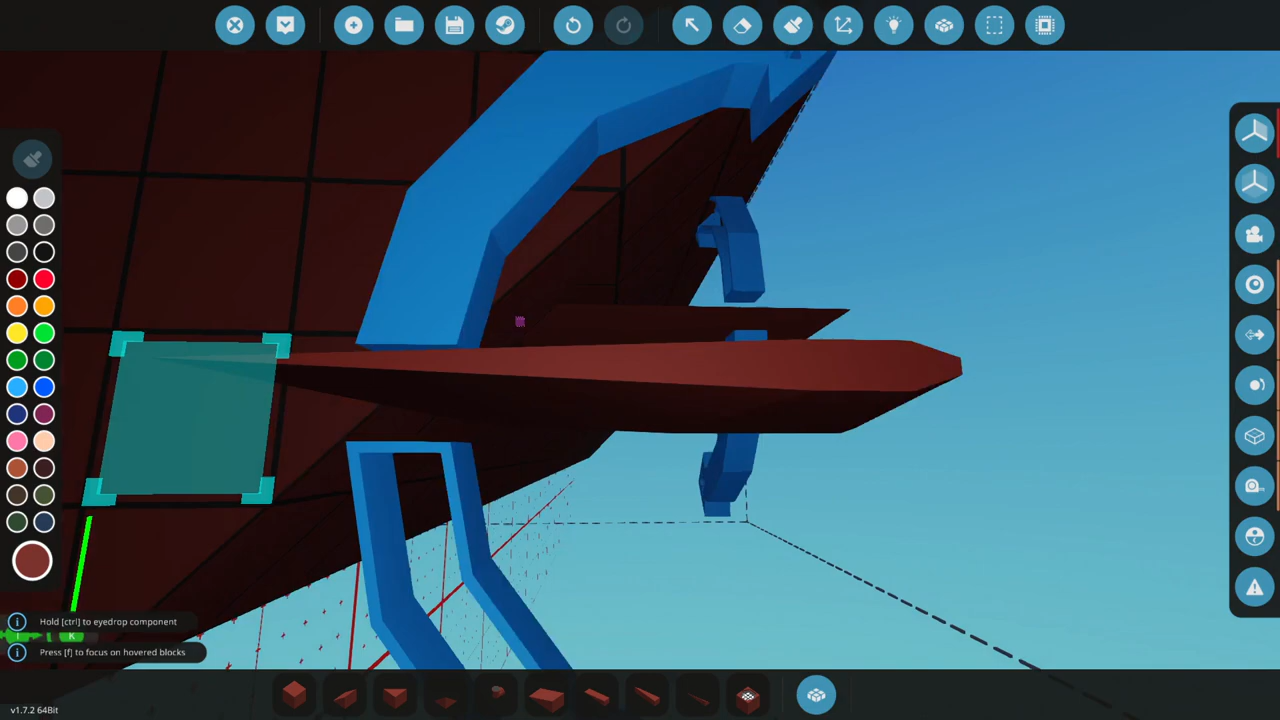 Hold [ctrl] to eyedrop component
K
Press [f] to focus on hovered blocks
v1.7.2 64Bit